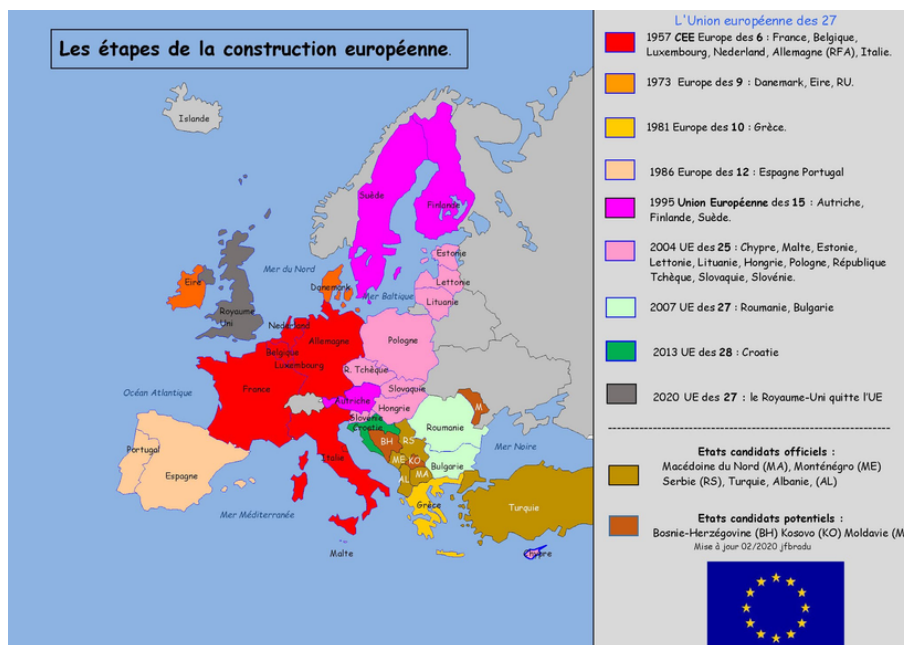 Les étapes de la construction européenne.
Islande
Suède
Finlande
Estonie
Lettonie
Lituanie
Mer du Nord
Mer Baltique
Danemark
Eire
Royaume
Uni
Nederland
Allemagne
Belgique
Luxembourg
Pologne
R. Tchèque
Slovaquie
Océan Atlantique
France
Autriche
Hongrie
Slovénie
Croatie
M
Roumanie
BH
RS
Mer Noire
Portugal
Espagne
Italie
ME
KO
Bulgarie
AL
MA
Grèce
Turquie
Mer Méditerranée
Malte
Chypre
L'Union européenne des 27
1957 CEE Europe des 6 : France, Belgique,
Luxembourg, Nederland, Allemagne (RFA), Italie.
1973 Europe des 9 : Danemark, Eire, RU.
1981 Europe des 10 : Grèce.
1986 Europe des 12 : Espagne Portugal
1995 Union Européenne des 15 : Autriche,
Finlande, Suède.
2004 UE des 25 : Chypre, Malte, Estonie,
Lettonie, Lituanie, Hongrie, Pologne, République
Tchèque, Slovaquie, Slovénie.
2007 UE des 27 : Roumanie, Bulgarie
2013 UE des 28 : Croatie
2020 UE des 27 : le Royaume-Uni quitte l'UE
Etats candidats officiels :
Macédoine du Nord (MA), Monténégro (ME)
Serbie (RS), Turquie, Albanie, (AL)
Etats candidats potentiels :
Bosnie-Herzégovine (BH) Kosovo (KO) Moldavie (M
Mise à jour 02/2020 jfbradu